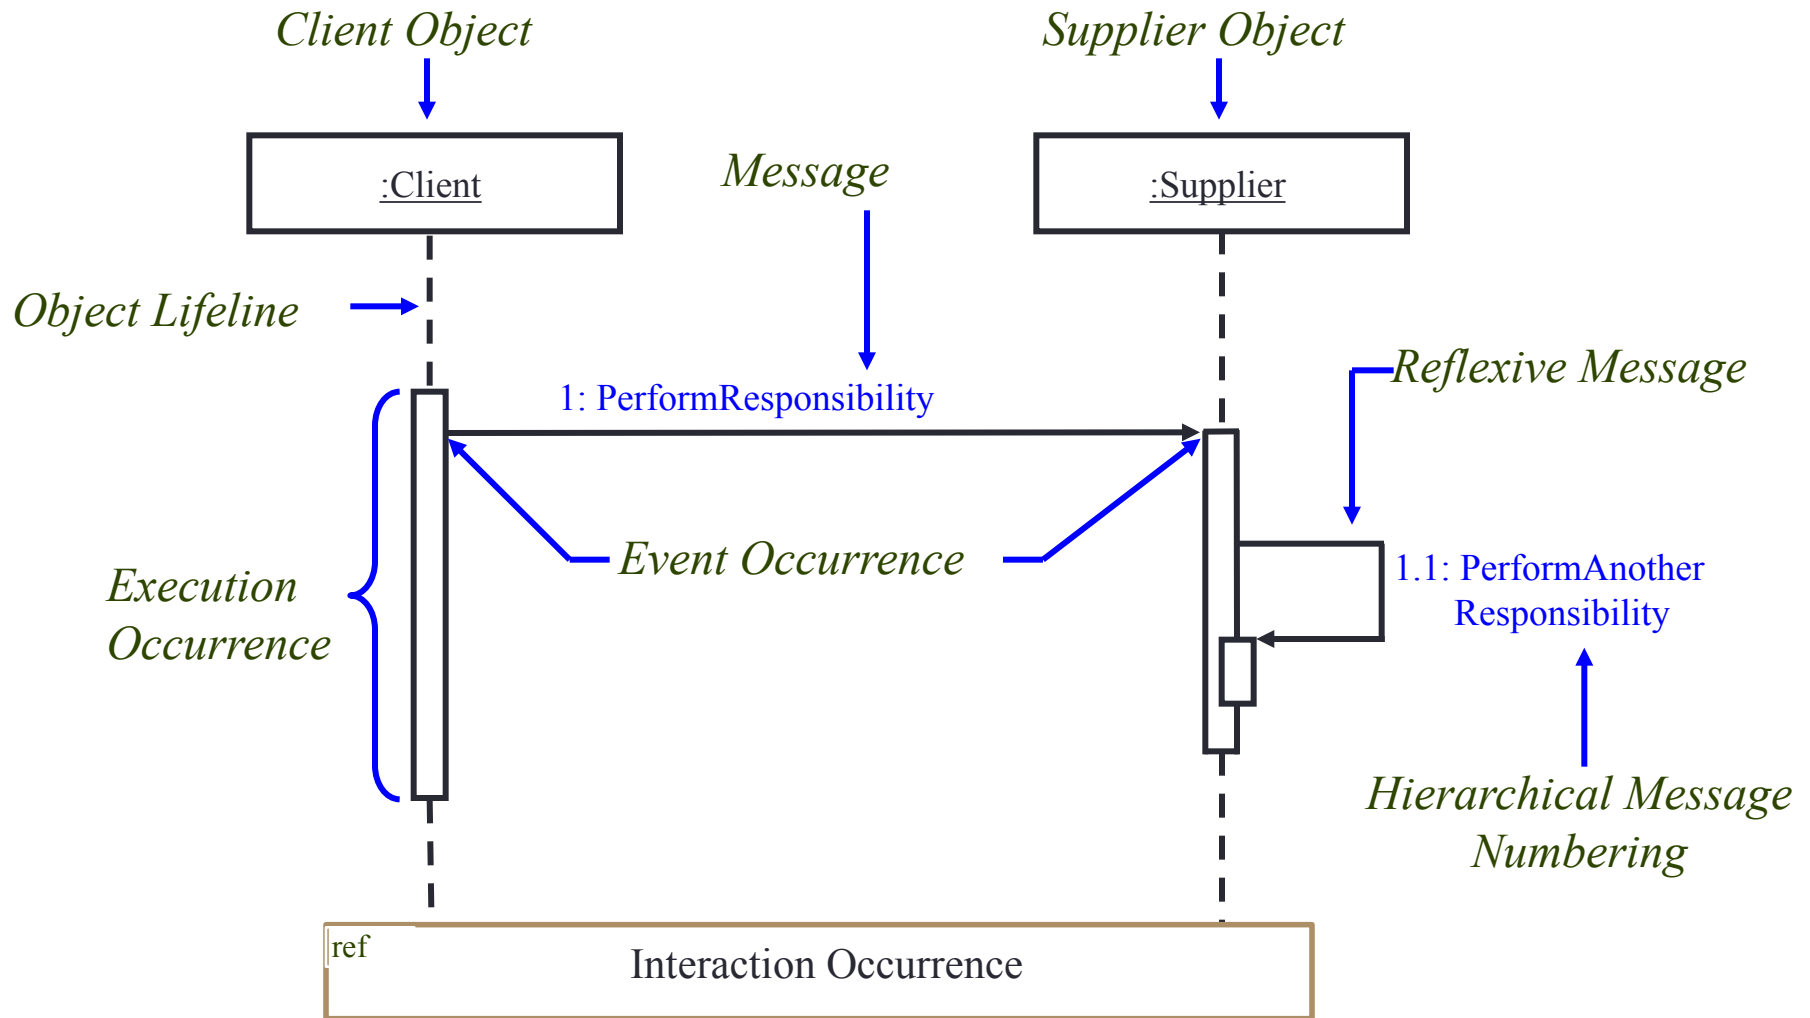 Client Object
Supplier Object
:Client
Message
:Supplier
Object Lifeline
Reflexive Message
1: PerformResponsibility
Event Occurrence
1.1: PerformAnother
Responsibility
Execution
Occurrence
Hierarchical Message
Numbering
ref
Interaction Occurrence